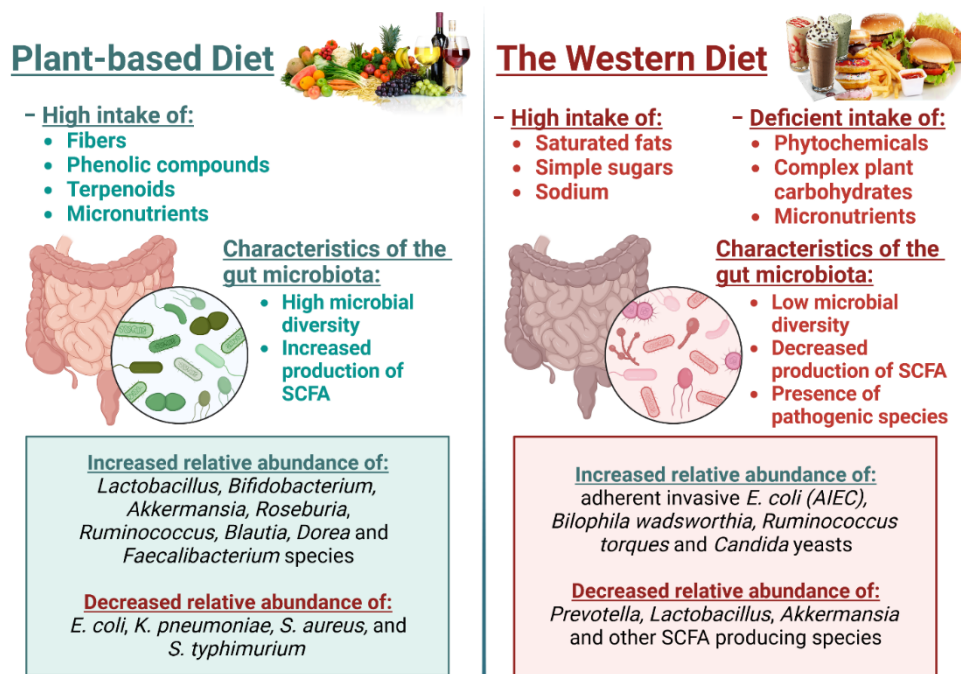 Plant-based Diet
– High intake of:
• Fibers
• Phenolic compounds
• Terpenoids
• Micronutrients
Characteristics of the
gut microbiota:
• High microbial
diversity
• Increased
production of
SCFA
Increased relative abundance of:
Lactobacillus, Bifidobacterium,
Akkermansia, Roseburia,
Ruminococcus, Blautia, Dorea and
Faecalibacterium species
Decreased relative abundance of:
E. coli, K. pneumoniae, S. aureus, and
S. typhimurium
The Western Diet
– High intake of:
• Saturated fats
• Simple sugars
• Sodium
– Deficient intake of:
• Phytochemicals
• Complex plant
carbohydrates
• Micronutrients
Characteristics of the
gut microbiota:
• Low microbial
diversity
• Decreased
production of SCFA
• Presence of
pathogenic species
Increased relative abundance of:
adherent invasive E. coli (AIEC),
Bilophila wadsworthia, Ruminococcus
torques and Candida yeasts
Decreased relative abundance of:
Prevotella, Lactobacillus, Akkermansia
and other SCFA producing species